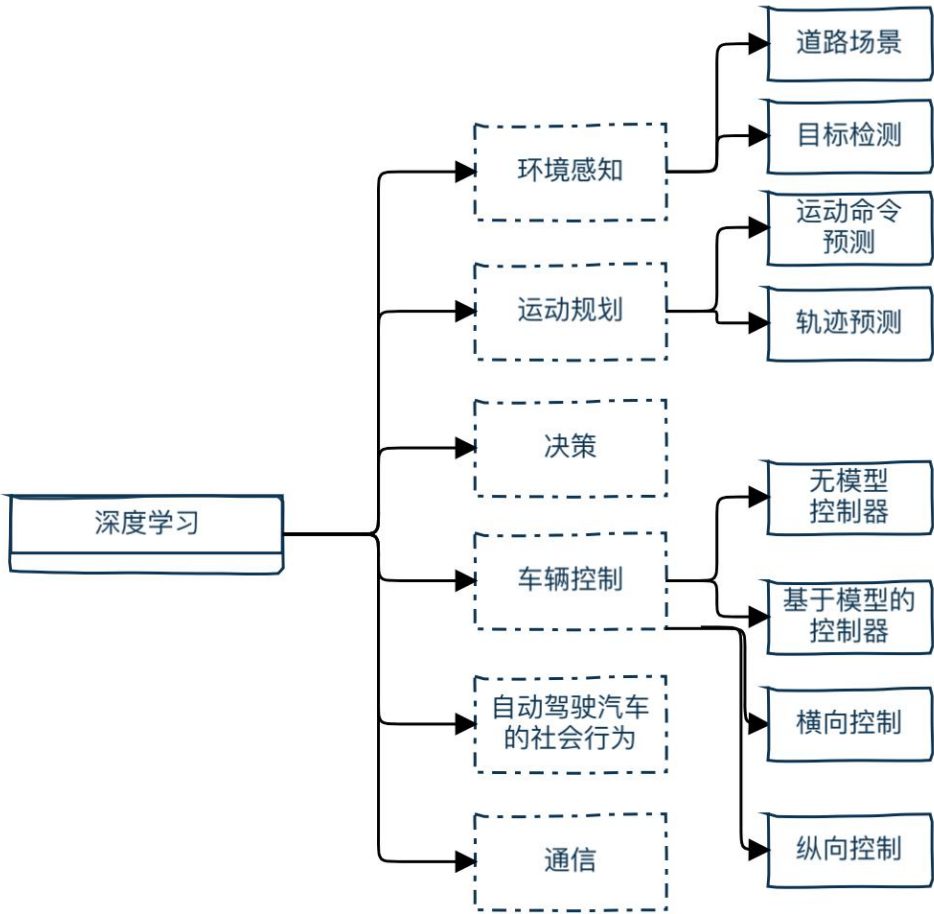 深度学习
环境感知
运动规划
决策
车辆控制
自动驾驶汽车
的社会行为
通信
道路场景
目标检测
运动命令
预测
轨迹预测
无模型
控制器
基于模型的
控制器
横向控制
纵向控制